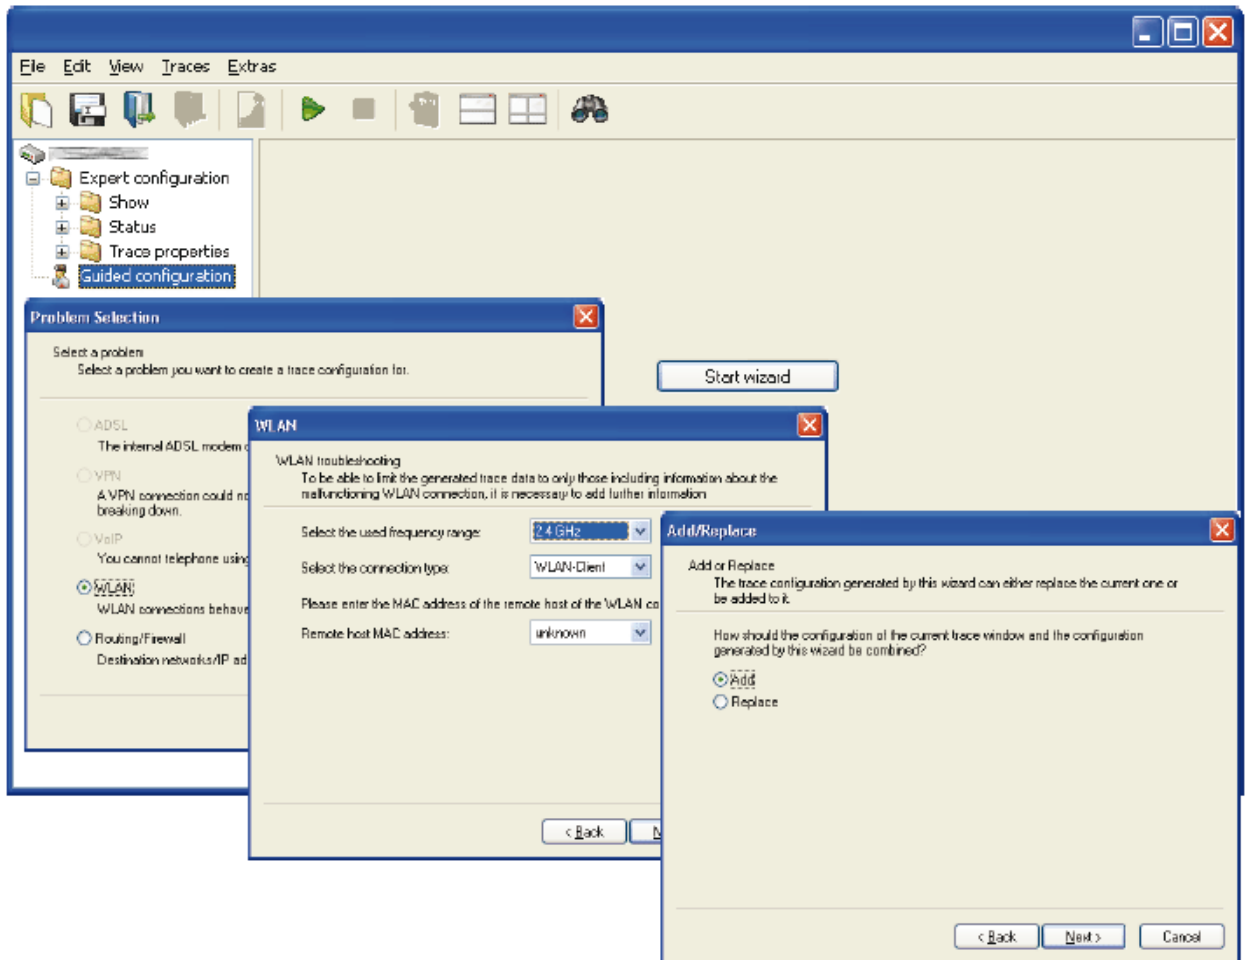 File Edit View Traces Extras
Expert configuration
Show
Status
Trace properties
Guided configuration
Problem Selection
Select a problem
Select a problem you want to create a trace configuration for.
Start wizard
ADSL
The internal ADSL modem
VPN
A VPN connection could
breaking down.
VoIP
You cannot telephone using
WLAN
WLAN connections behave
Routing/Firewall
Destination networks/IP
WLAN
WLAN troubleshooting
To be able to limit the generated trace data to only those including information about the
malfunctioning WLAN connection, it is necessary to add further information
Select the used frequency range: 2.4 GHz
Select the connection type: WLAN-Client
Please enter the MAC address of the remote host of the WLAN
Remote host MAC address: unknown
< Back
Add/Replace
Add or Replace
The trace configuration generated by this wizard can either replace the current one or
be added to it.
How should the configuration of the current trace window and the configuration
generated by this wizard be combined?
Add
Replace
< Back Next > Cancel